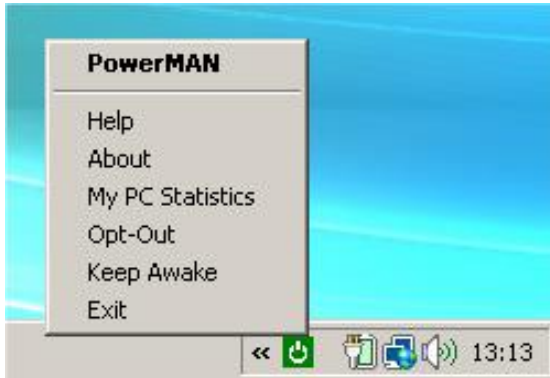 PowerMAN
Help
About
My PC Statistics
Opt-Out
Keep Awake
Exit
« 13:13